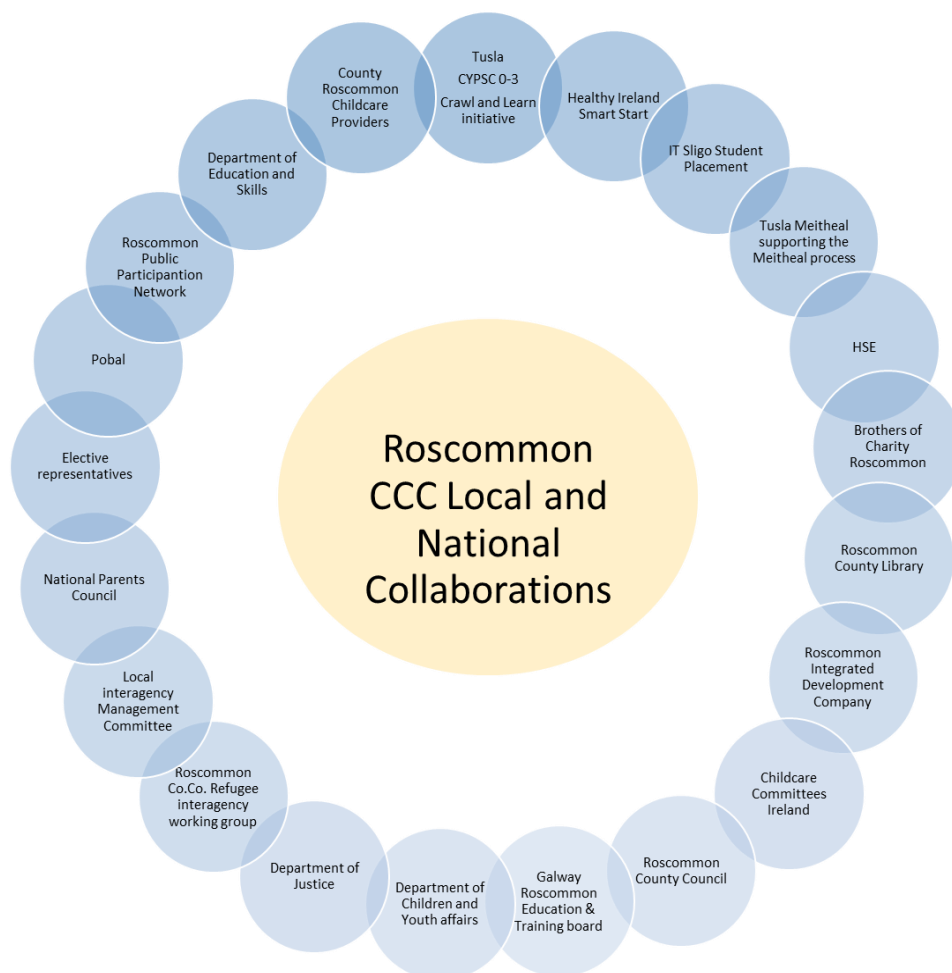 Tusla
CYPSC 0-3
Crawl and Learn
initiative
Healthy Ireland
Smart Start
IT Sligo Student
Placement
Tusla Meitheal
supporting the
Meitheal process
HSE
Brothers of
Charity
Roscommon
Roscommon
County Library
Roscommon
Integrated
Development
Company
Childcare
Committees
Ireland
Roscommon
County Council
Galway
Roscommon
Education &
Training board
Department of
Children and
Youth affairs
Department of
Justice
Roscommon
Co.Co. Refugee
interagency
working group
Local
interagency
Management
Committee
National Parents
Council
Elective
representatives
Pobal
Roscommon
Public
Participantion
Network
Department of
Education and
Skills
County
Roscommon
Childcare
Providers
Roscommon
CCC Local and
National
Collaborations